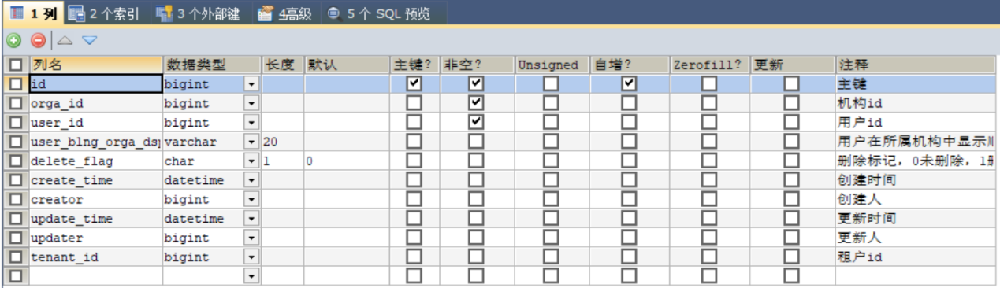 1 列 2 个索引 3 个外部键 4高级 5 个 SQL 预览
列名 数据类型 长度 默认 主键? 非空? Unsigned 自增? Zerofill? 更新 注释
id bigint 主键
orga_id bigint 机构id
user_id bigint 用户id
user_blng_orga_ds varchar 20 用户在所属机构中显示
delete_flag char 1 0 删除标记, 0未删除, 1
create_time datetime 创建时间
creator bigint 创建人
update_time datetime 更新时间
updater bigint 更新人
tenant_id bigint 租户id